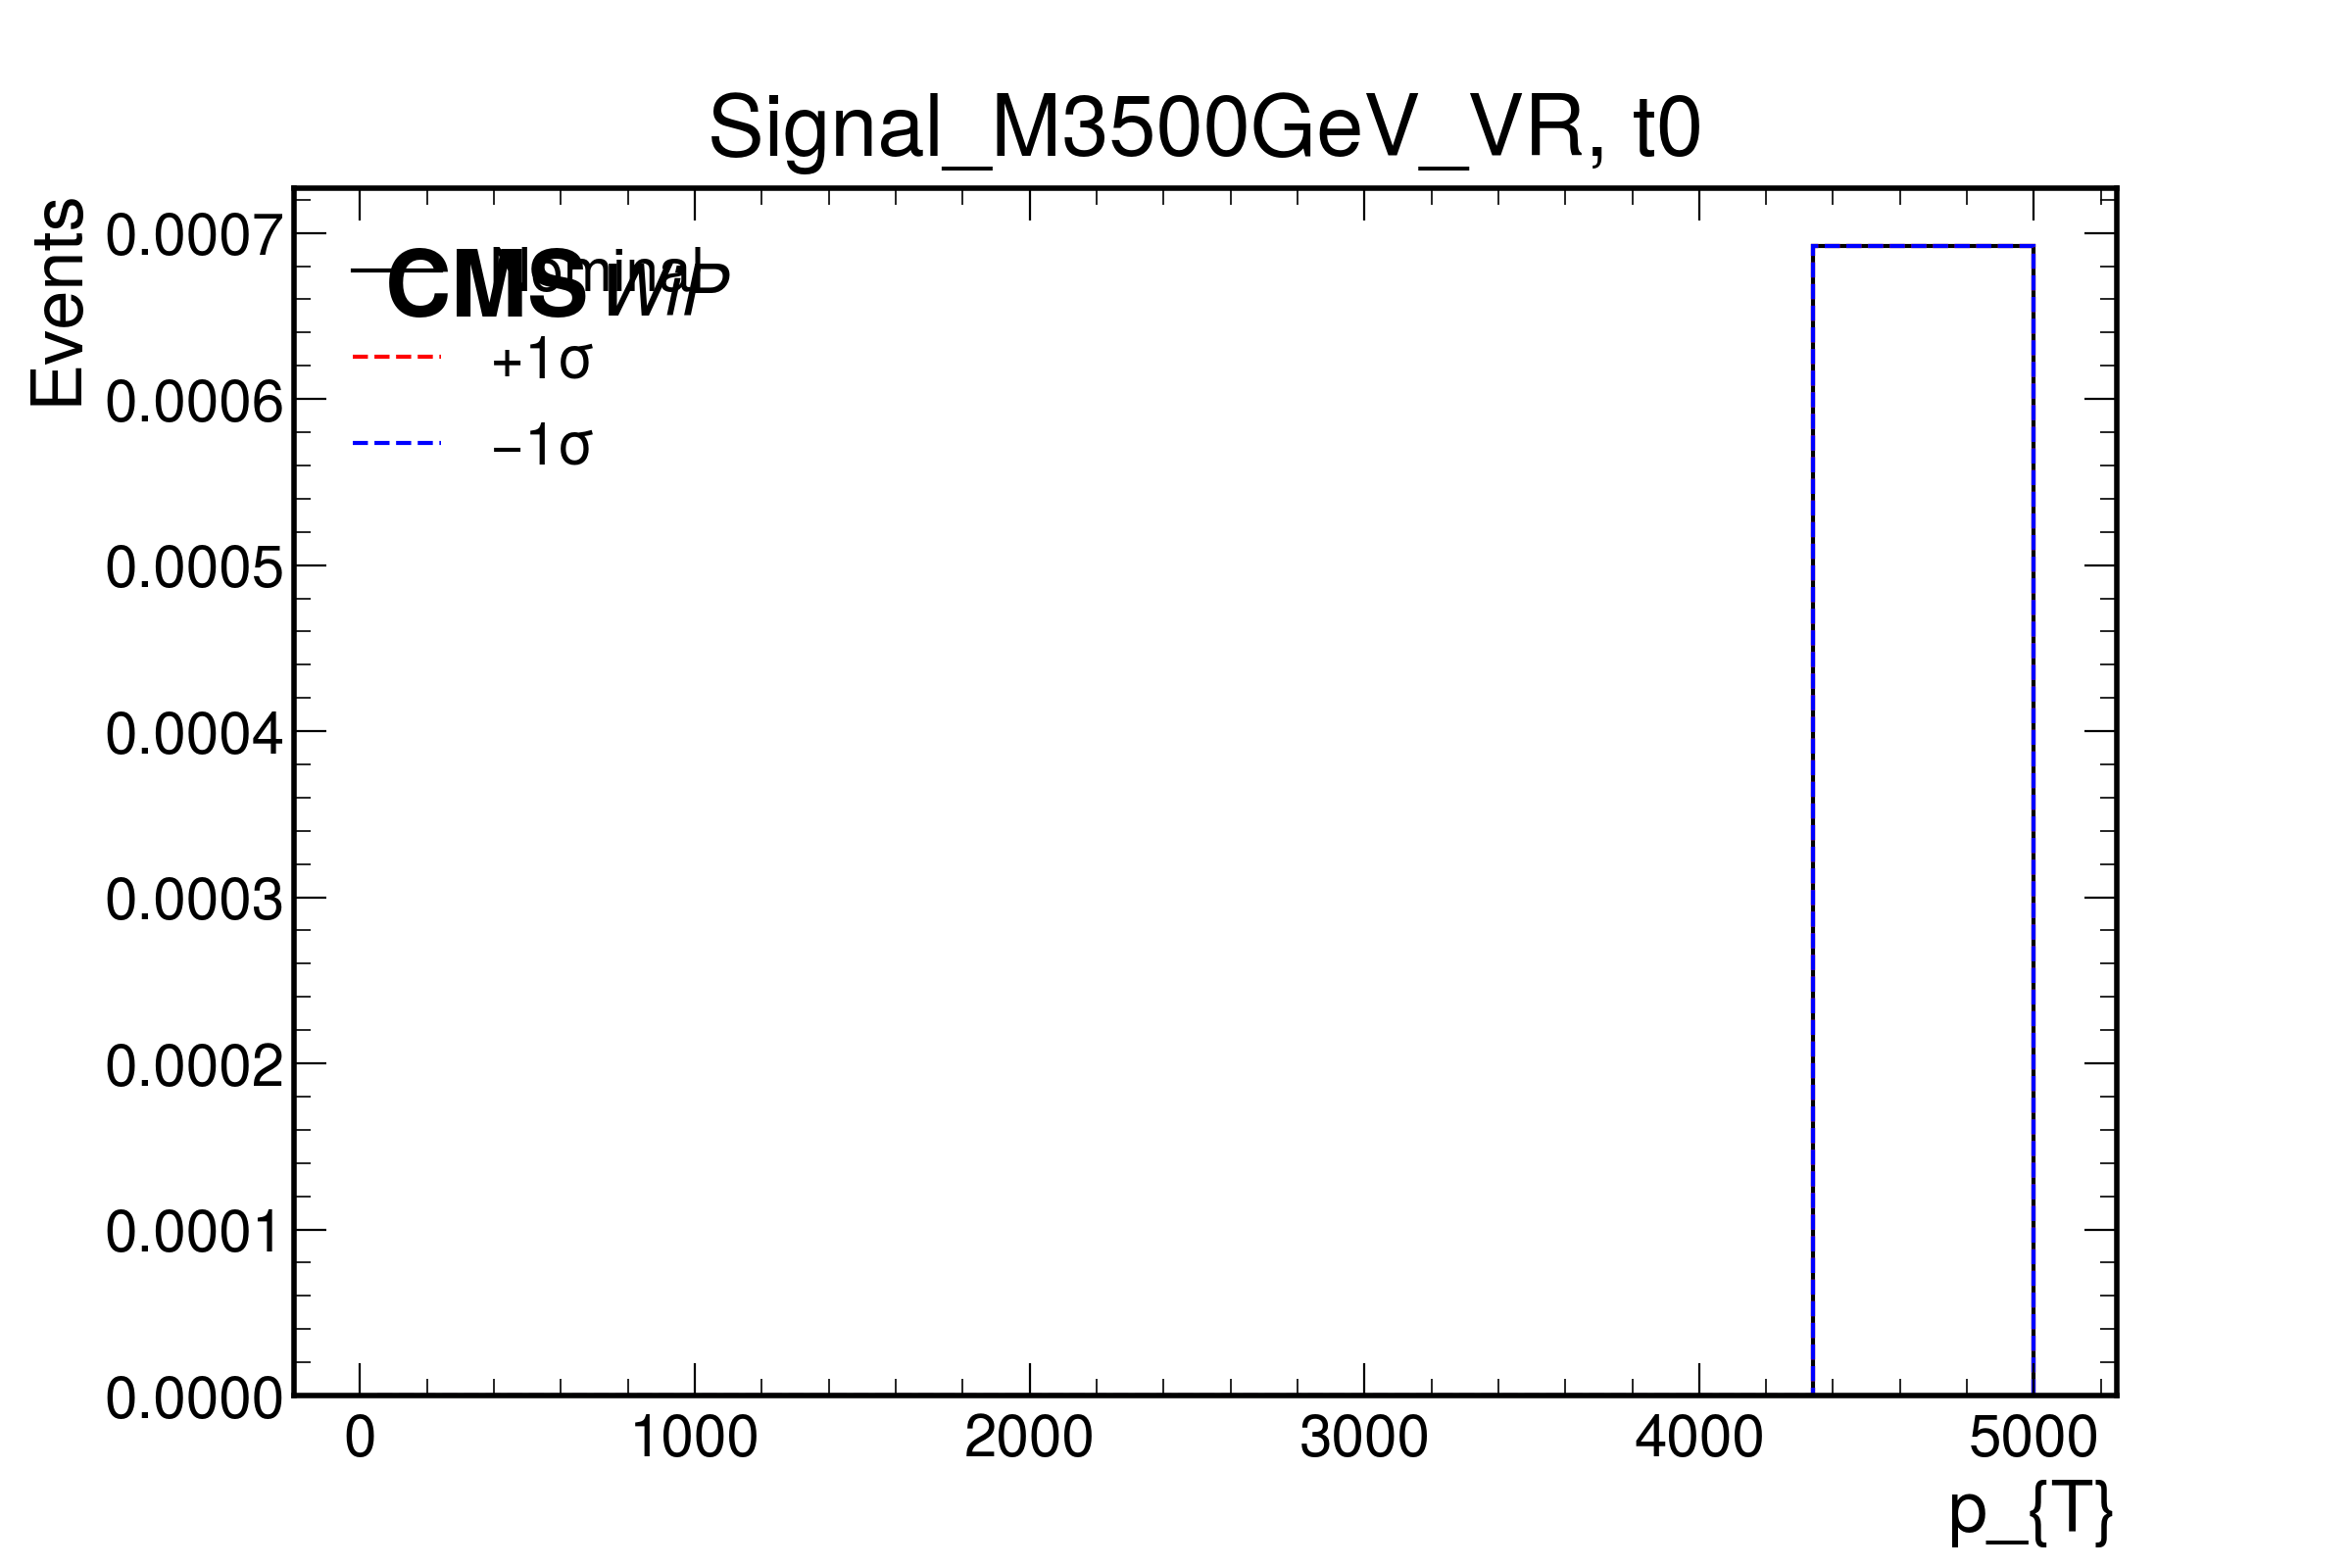 Signal_M3500GeV_VR, t0
Events
0.0007
0.0006
0.0005
0.0004
0.0003
0.0002
0.0001
0.0000
CMS WiP
Nominal
+1σ
−1σ
0 1000 2000 3000 4000 5000
p_{T}